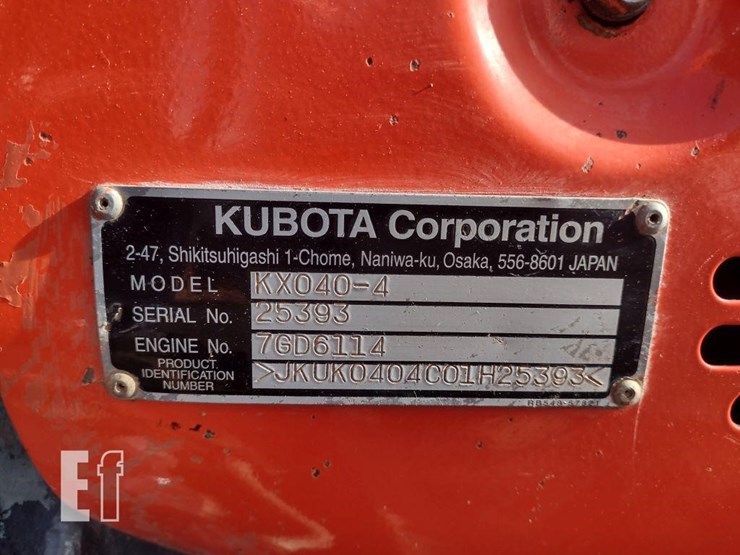 KUBOTA Corporation
2-47, Shikitsuhigashi 1-Chome, Naniwa-ku, Osaka, 556-8601 JAPAN
MODEL KX040-4
SERIAL No. 25393
ENGINE No. 7GD6114
PRODUCT IDENTIFICATION NUMBER >JKUK0404C01H25393<
Ef